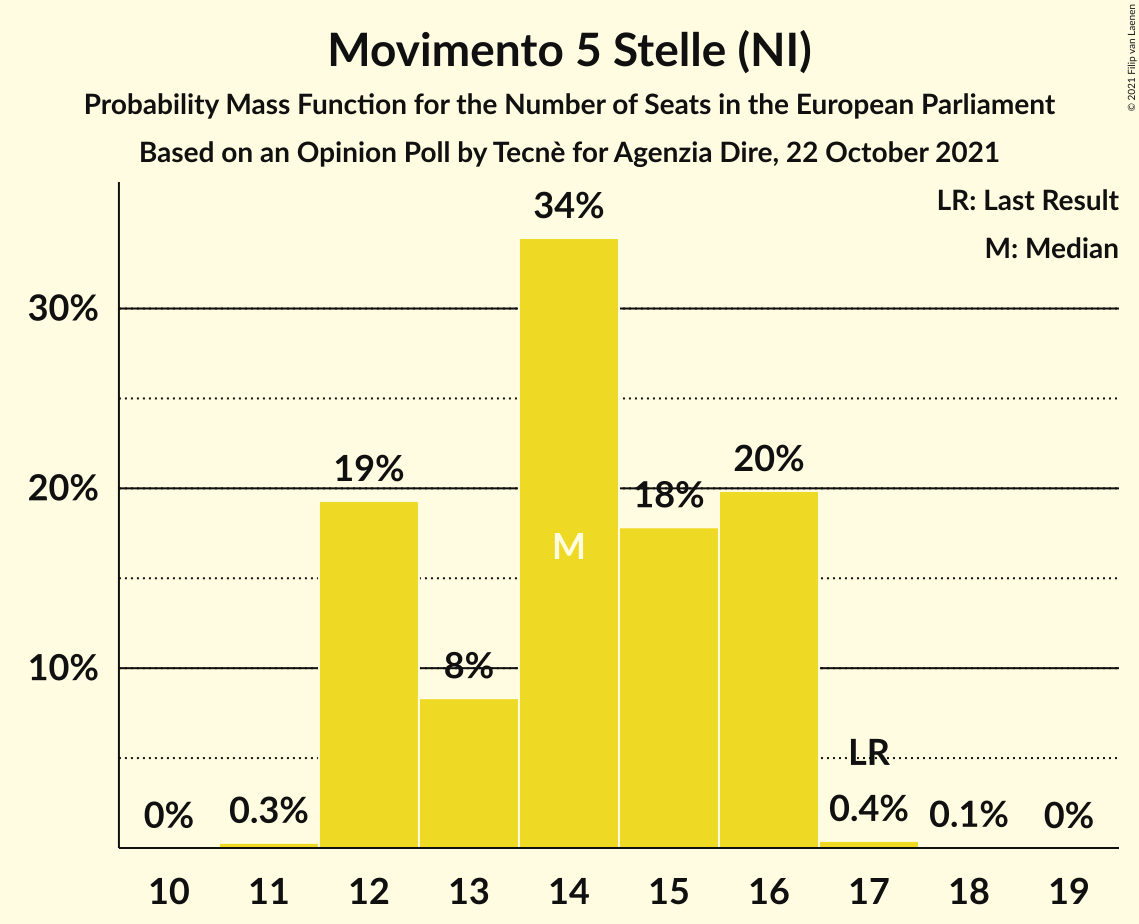 Movimento 5 Stelle (NI)
Probability Mass Function for the Number of Seats in the European Parliament
Based on an Opinion Poll by Tecnè for Agenzia Dire, 22 October 2021
© 2021 Filip van Laenen
LR: Last Result
M: Median
34%
30%
20%
19%
20%
18%
M
10%
8%
LR
0%
0.3%
0.4%
0.1%
0%
10 11 12 13 14 15 16 17 18 19